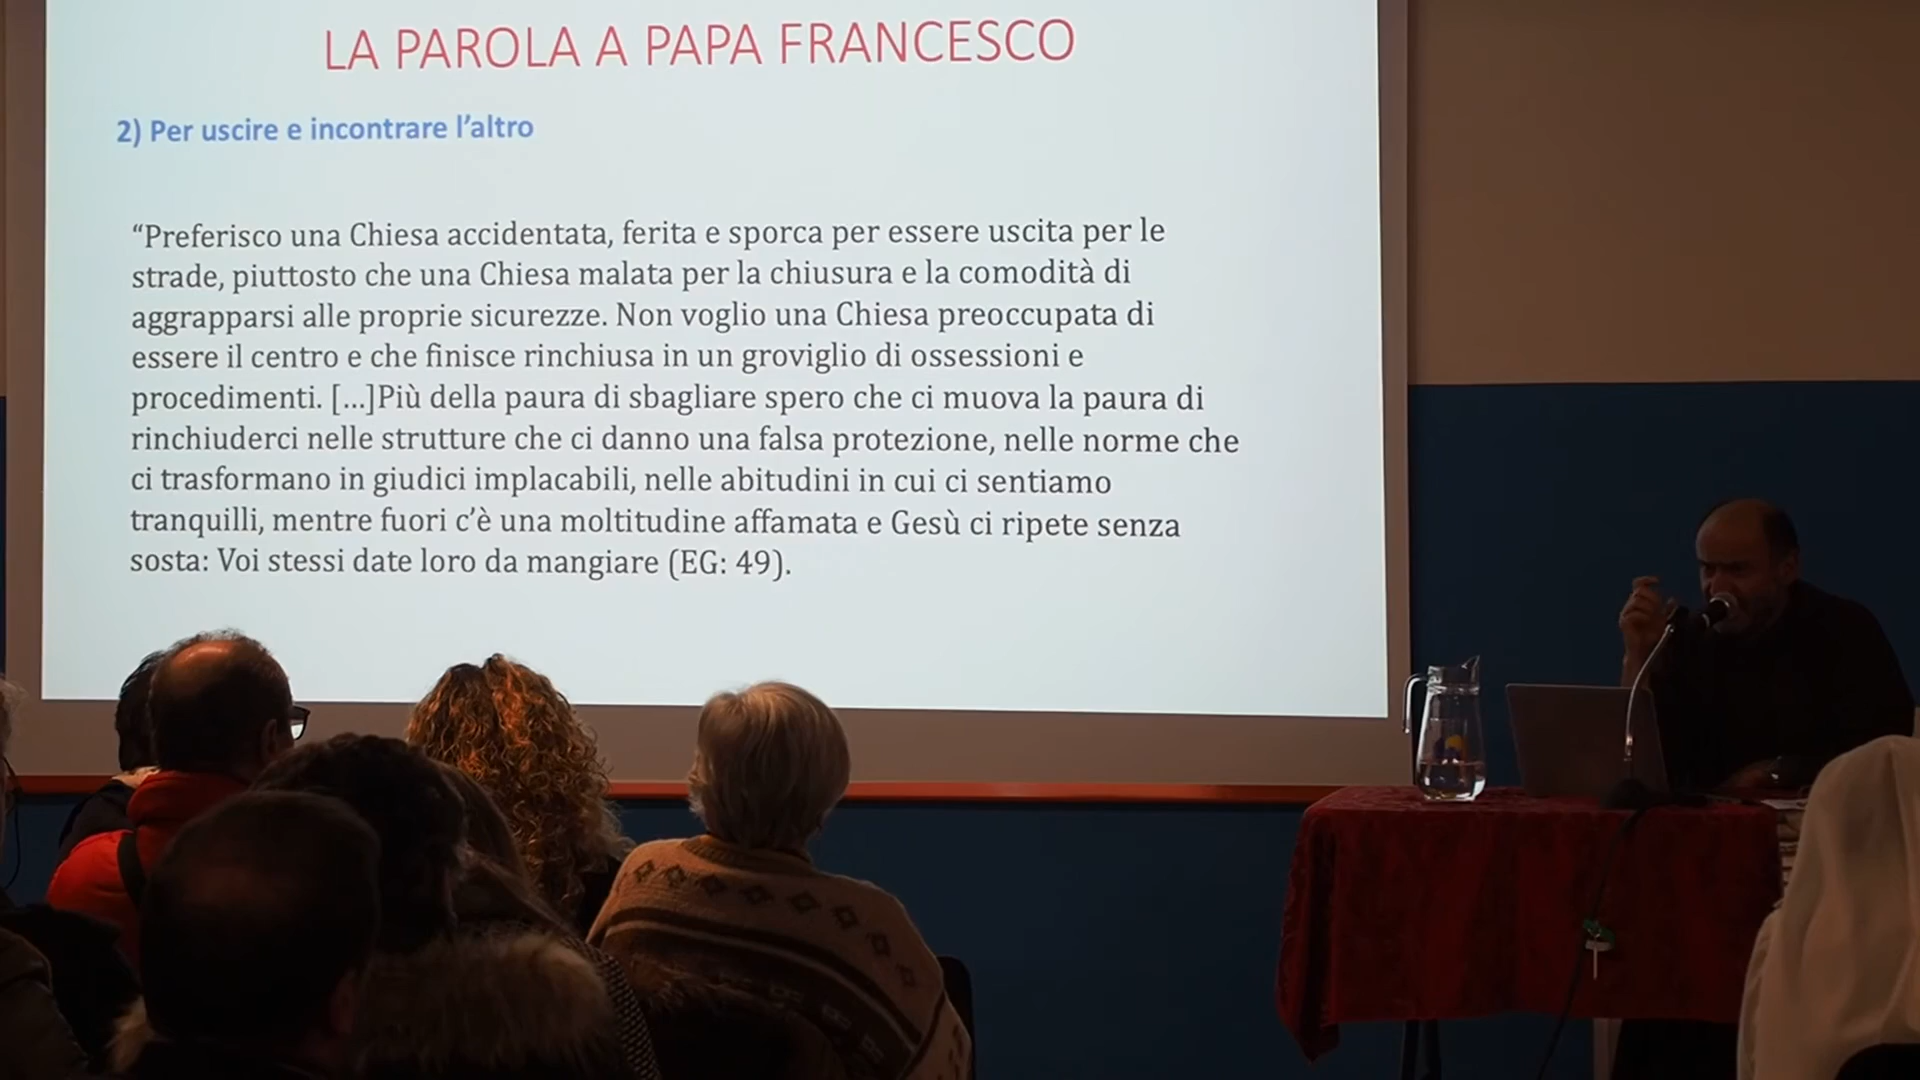 LA PAROLA A PAPA FRANCESCO
2) Per uscire e incontrare l’altro
“Preferisco una Chiesa accidentata, ferita e sporca per essere uscita per le
strade, piuttosto che una Chiesa malata per la chiusura e la comodità di
aggrapparsi alle proprie sicurezze. Non voglio una Chiesa preoccupata di
essere il centro e che finisce rinchiusa in un groviglio di ossessioni e
procedimenti. [...]Più della paura di sbagliare spero che ci muova la paura di
rinchiuderci nelle strutture che ci danno una falsa protezione, nelle norme che
ci trasformano in giudici implacabili, nelle abitudini in cui ci sentiamo
tranquilli, mentre fuori c’è una moltitudine affamata e Gesù ci ripete senza
sosta: Voi stessi date loro da mangiare (EG: 49).